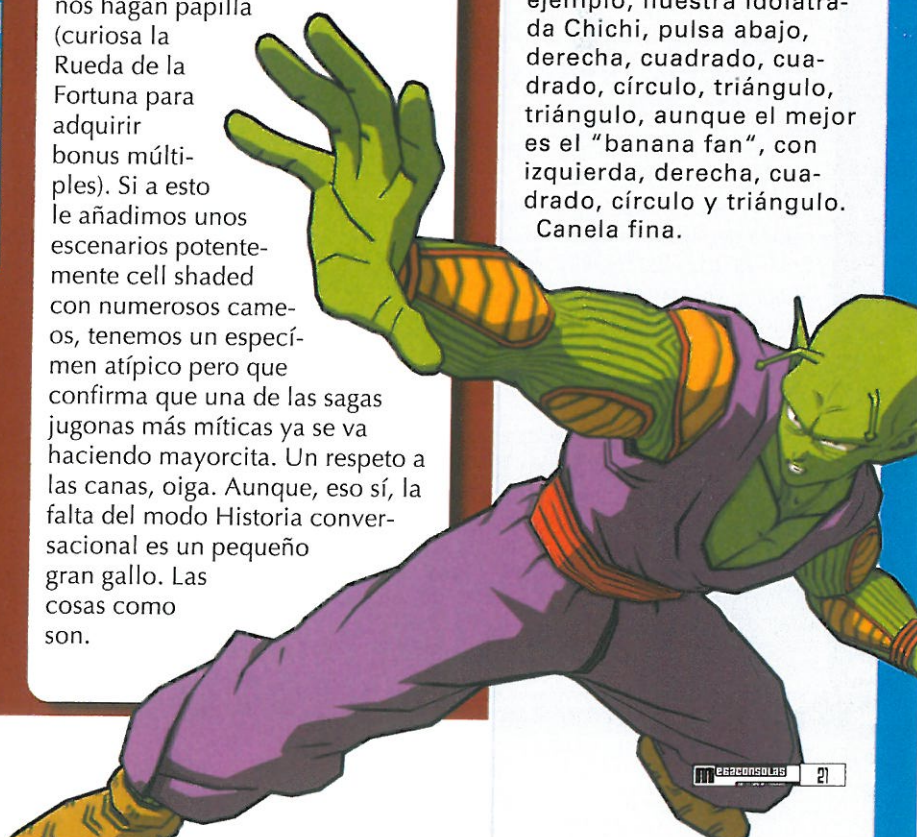 nos hagan papilla
(curiosa la
Rueda de la
Fortuna para
adquirir
bonus múlti-
ples). Si a esto
le añadimos unos
escenarios potente-
mente cell shaded
con numerosos came-
os, tenemos un especí-
men atípico pero que
confirma que una de las sagas
jugonas más míticas ya se va
haciendo mayorcita. Un respeto a
las canas, oiga. Aunque, eso sí, la
falta del modo Historia conver-
sacional es un pequeño
gran gallo. Las
cosas como
son.
ejemplo, nuestra idolatra-
da Chichi, pulsa abajo,
derecha, cuadrado, cua-
drado, círculo, triángulo,
triángulo, aunque el mejor
es el "banana fan", con
izquierda, derecha, cua-
drado, círculo y triángulo.
Canela fina.
megaconsolas 21